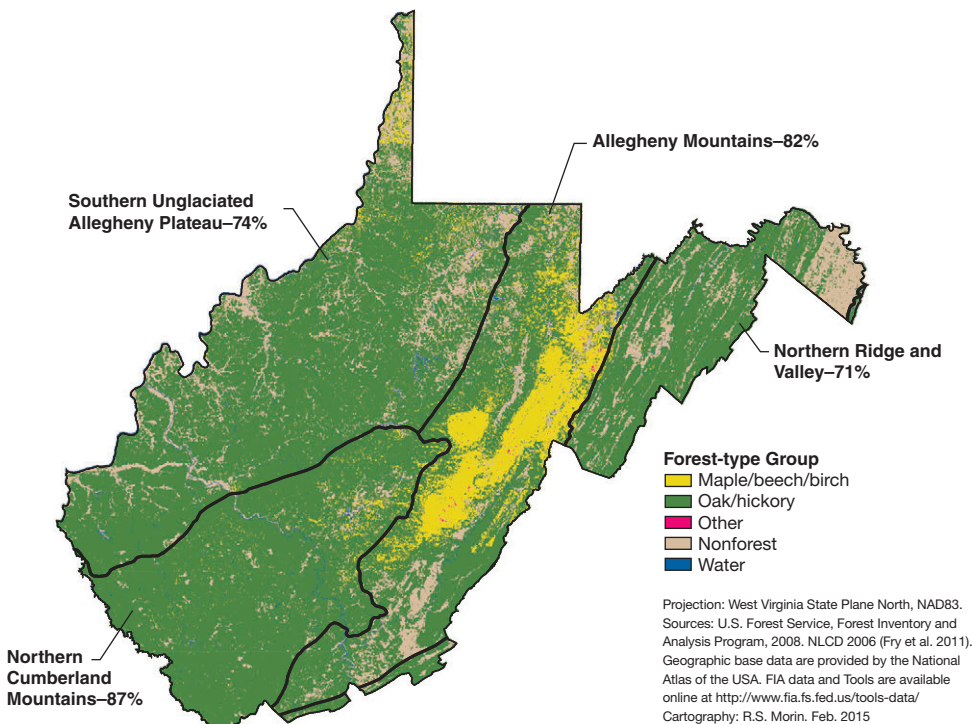 Allegheny Mountains–82%
Southern Unglaciated
Allegheny Plateau–74%
Northern Ridge and
Valley–71%
Northern
Cumberland
Mountains–87%
Forest-type Group
Maple/beech/birch
Oak/hickory
Other
Nonforest
Water
Projection: West Virginia State Plane North, NAD83.
Sources: U.S. Forest Service, Forest Inventory and
Analysis Program, 2008. NLCD 2006 (Fry et al. 2011).
Geographic base data are provided by the National
Atlas of the USA. FIA data and Tools are available
online at http://www.fia.fs.fed.us/tools-data/
Cartography: R.S. Morin. Feb. 2015